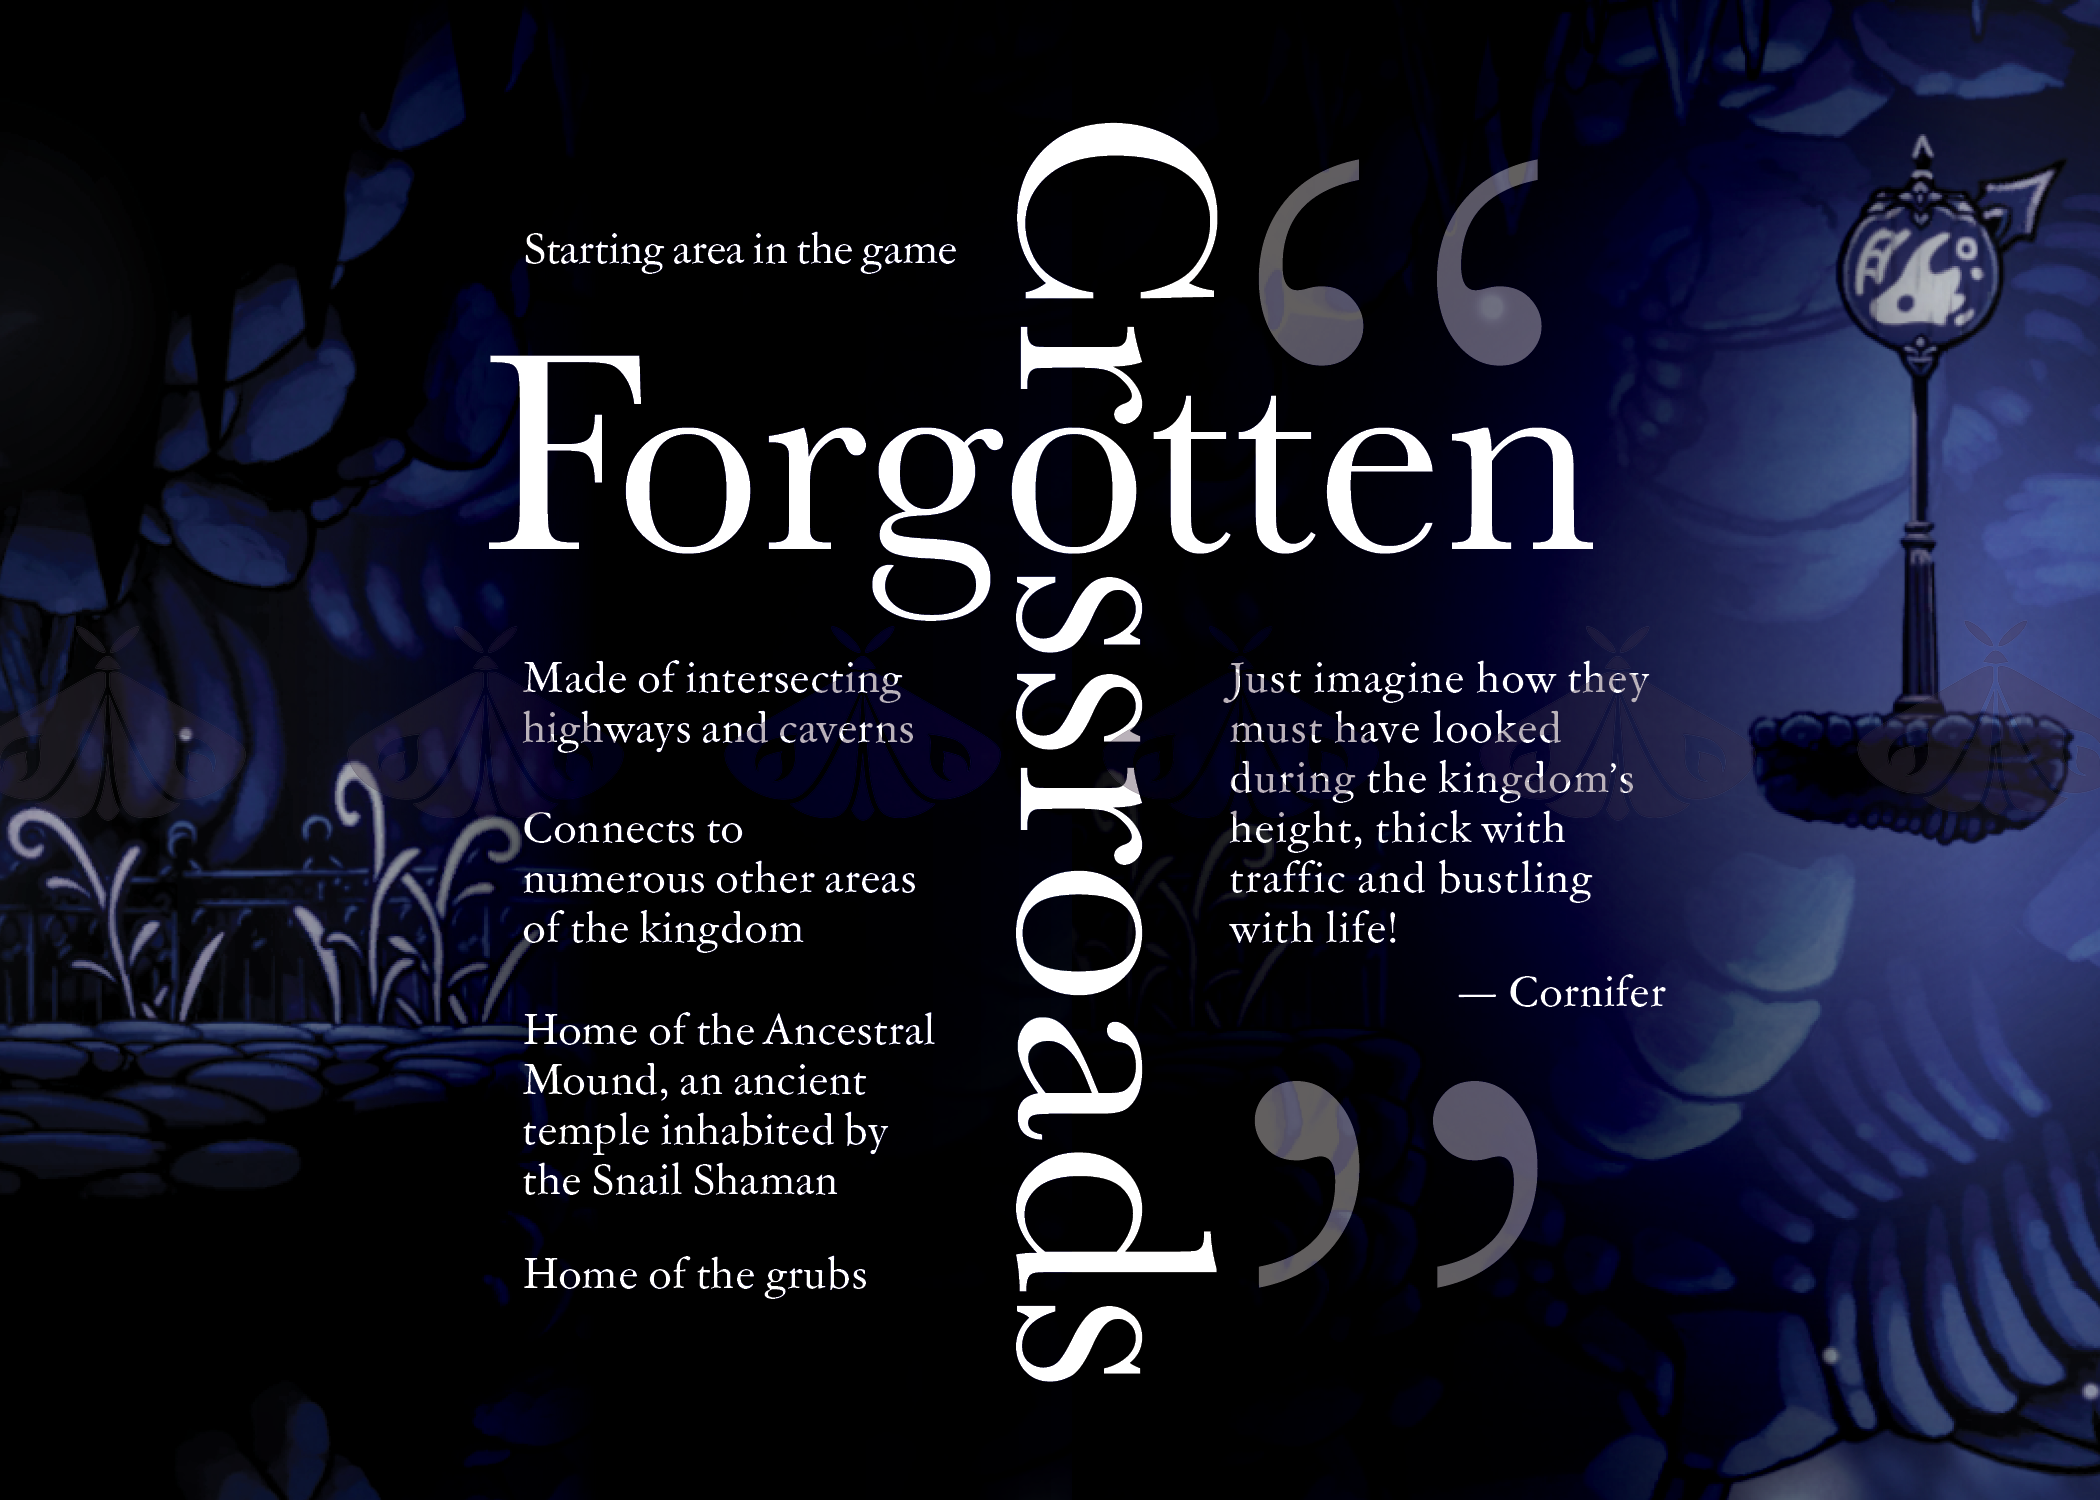 Starting area in the game
Forgotten
Crossroads
Made of intersecting
highways and caverns
Connects to
numerous other areas
of the kingdom
Home of the Ancestral
Mound, an ancient
temple inhabited by
the Snail Shaman
Home of the grubs
“
Just imagine how they
must have looked
during the kingdom’s
height, thick with
traffic and bustling
with life!
— Cornifer
”